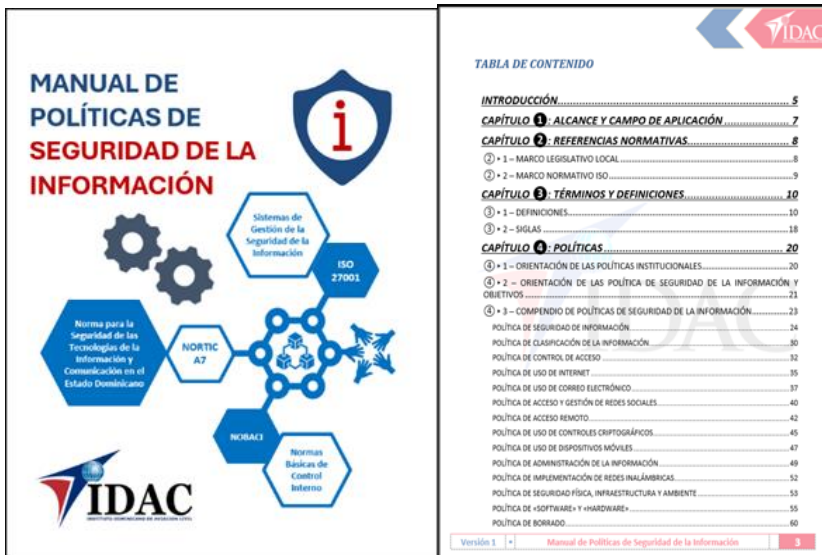 MANUAL DE
POLÍTICAS DE
SEGURIDAD DE LA
INFORMACIÓN
i
Sistemas de
Gestión de la
Seguridad de la
Información
ISO
27001
Norma para la
Seguridad de las
Tecnologías de la
Información y
Comunicación en el
Estado Dominicano
NORTIC
A7
NOBACI
Normas
Básicas de
Control
Interno
IDAC
INSTITUTO DOMINICANO DE AVIACIÓN CIVIL
IDAC
TABLA DE CONTENIDO
INTRODUCCIÓN 5
CAPÍTULO ❶: ALCANCE Y CAMPO DE APLICACIÓN 7
CAPÍTULO ❷: REFERENCIAS NORMATIVAS 8
② • 1 – MARCO LEGISLATIVO LOCAL 8
② • 2 – MARCO NORMATIVO ISO 9
CAPÍTULO ❸: TÉRMINOS Y DEFINICIONES 10
③ • 1 – DEFINICIONES 10
③ • 2 – SIGLAS 18
CAPÍTULO ❹: POLÍTICAS 20
④ • 1 – ORIENTACIÓN DE LAS POLÍTICAS INSTITUCIONALES 20
④ • 2 – ORIENTACIÓN DE LAS POLÍTICA DE SEGURIDAD DE LA INFORMACIÓN Y
OBJETIVOS 21
④ • 3 – COMPENDIO DE POLÍTICAS DE SEGURIDAD DE LA INFORMACIÓN 23
POLÍTICA DE SEGURIDAD DE INFORMACIÓN 24
POLÍTICA DE CLASIFICACIÓN DE LA INFORMACIÓN 30
POLÍTICA DE CONTROL DE ACCESO 32
POLÍTICA DE USO DE INTERNET 35
POLÍTICA DE USO DE CORREO ELECTRÓNICO 37
POLÍTICA DE ACCESO Y GESTIÓN DE REDES SOCIALES 40
POLÍTICA DE ACCESO REMOTO 42
POLÍTICA DE USO DE CONTROLES CRIPTOGRÁFICOS 45
POLÍTICA DE USO DE DISPOSITIVOS MÓVILES 47
POLÍTICA DE ADMINISTRACIÓN DE LA INFORMACIÓN 49
POLÍTICA DE IMPLEMENTACIÓN DE REDES INALÁMBRICAS 52
POLÍTICA DE SEGURIDAD FÍSICA, INFRAESTRUCTURA Y AMBIENTE 53
POLÍTICA DE «SOFTWARE» Y «HARDWARE» 55
POLÍTICA DE BORRADO 60
Versión 1 • Manual de Políticas de Seguridad de la Información 3